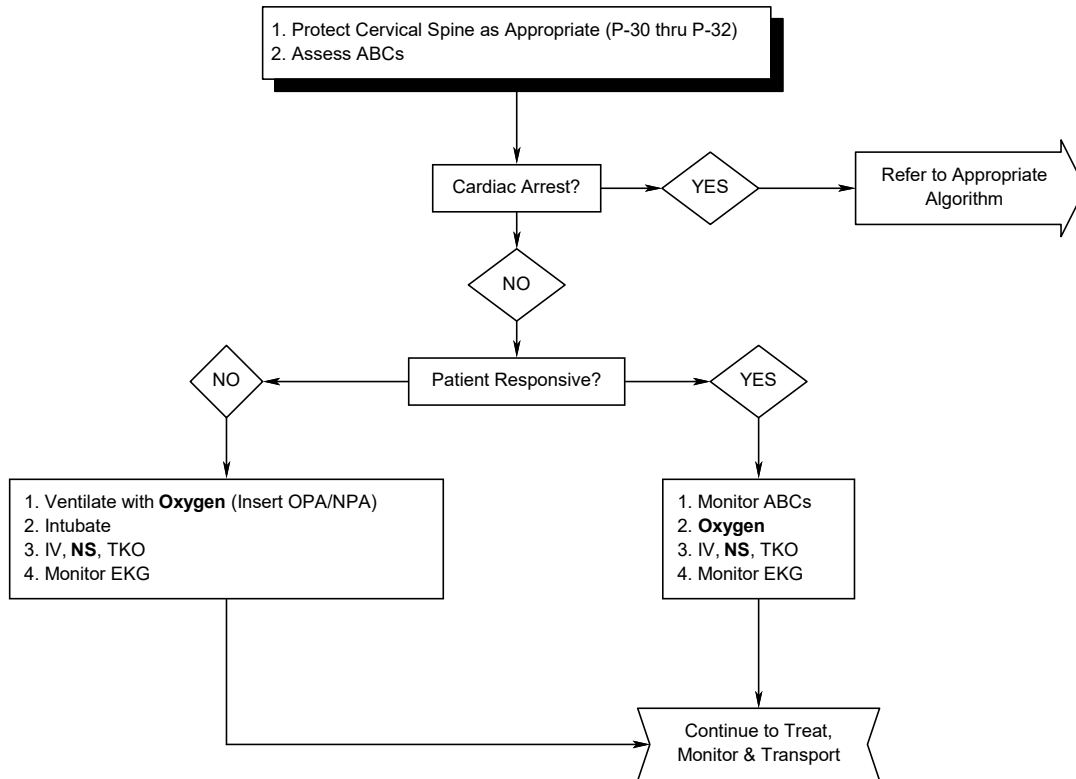 1. Protect Cervical Spine as Appropriate (P-30 thru P-32)
2. Assess ABCs
Cardiac Arrest?
YES
Refer to Appropriate
Algorithm
NO
NO
Patient Responsive?
YES
1. Ventilate with Oxygen (Insert OPA/NPA)
2. Intubate
3. IV, NS, TKO
4. Monitor EKG
1. Monitor ABCs
2. Oxygen
3. IV, NS, TKO
4. Monitor EKG
Continue to Treat,
Monitor & Transport